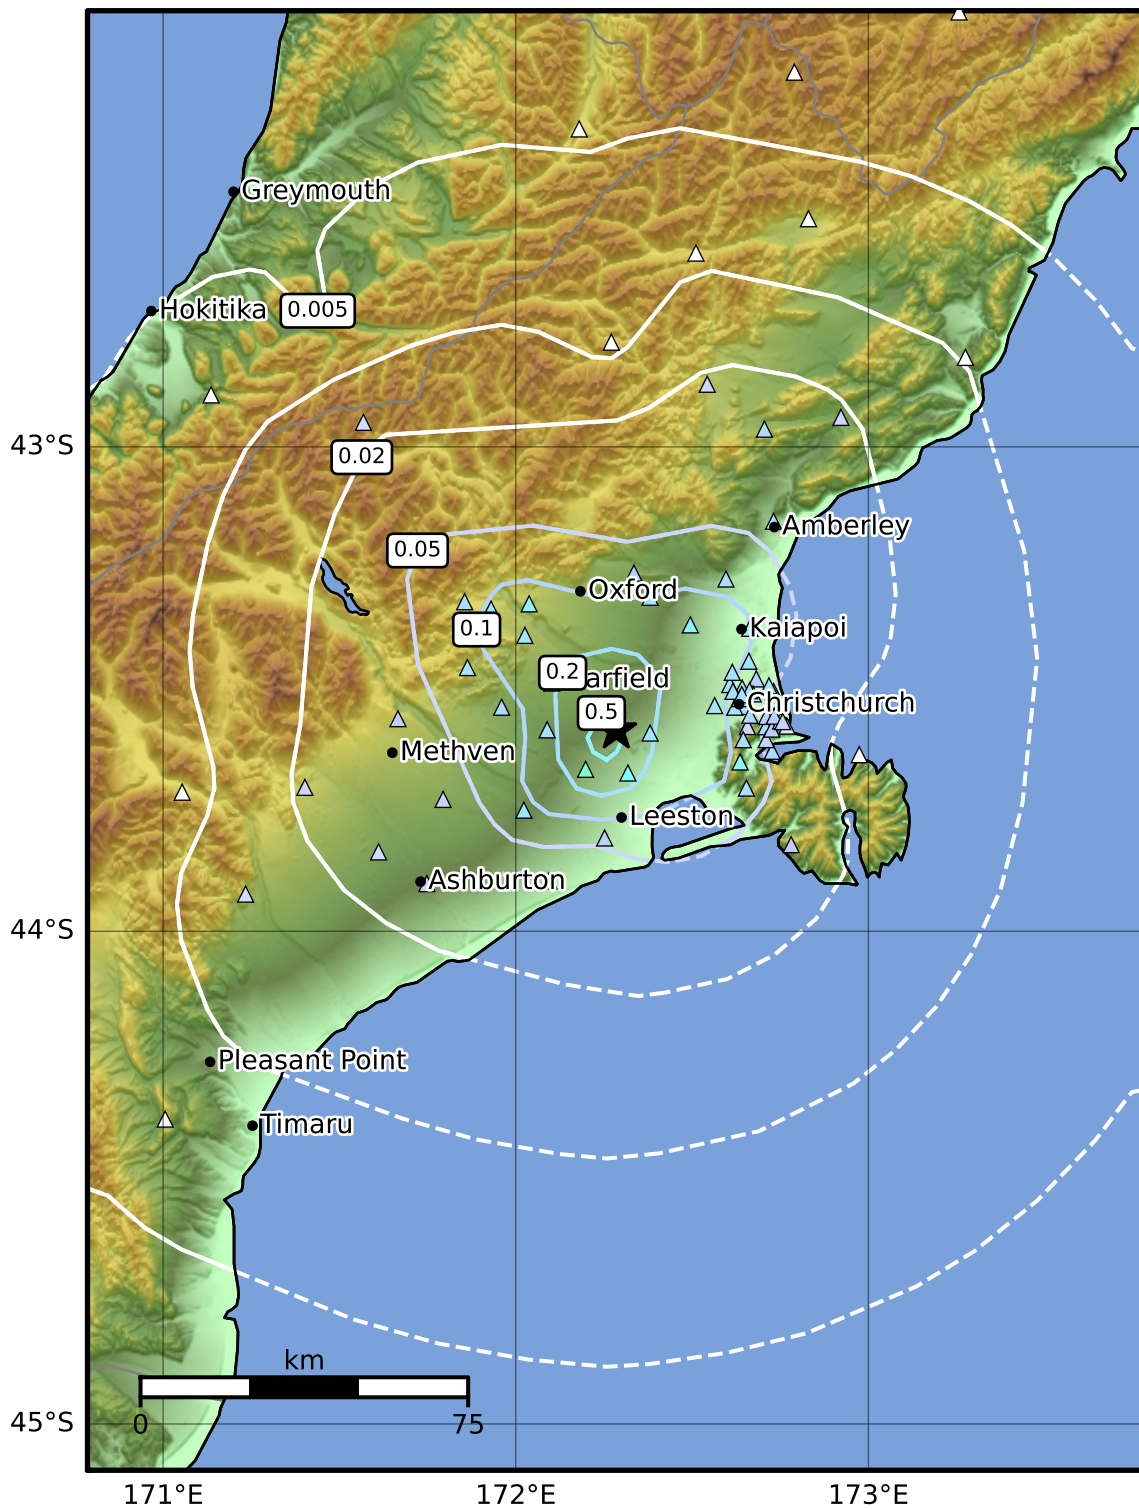 Greymouth
Hokitika
0.005
43°S
0.02
Amberley
0.05
Oxford
0.1
Kaiapoi
0.2
arfield
0.5
Christchurch
Methven
Leeston
Ashburton
44°S
Pleasant Point
Timaru
km
0 75
45°S
171°E 172°E 173°E